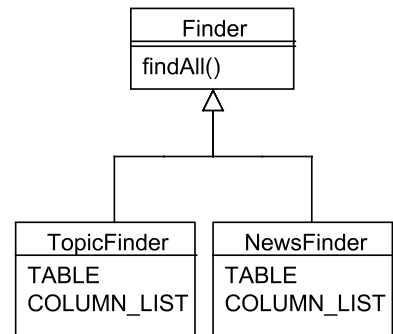 Finder
findAll()
TopicFinder
TABLE
COLUMN_LIST
NewsFinder
TABLE
COLUMN_LIST